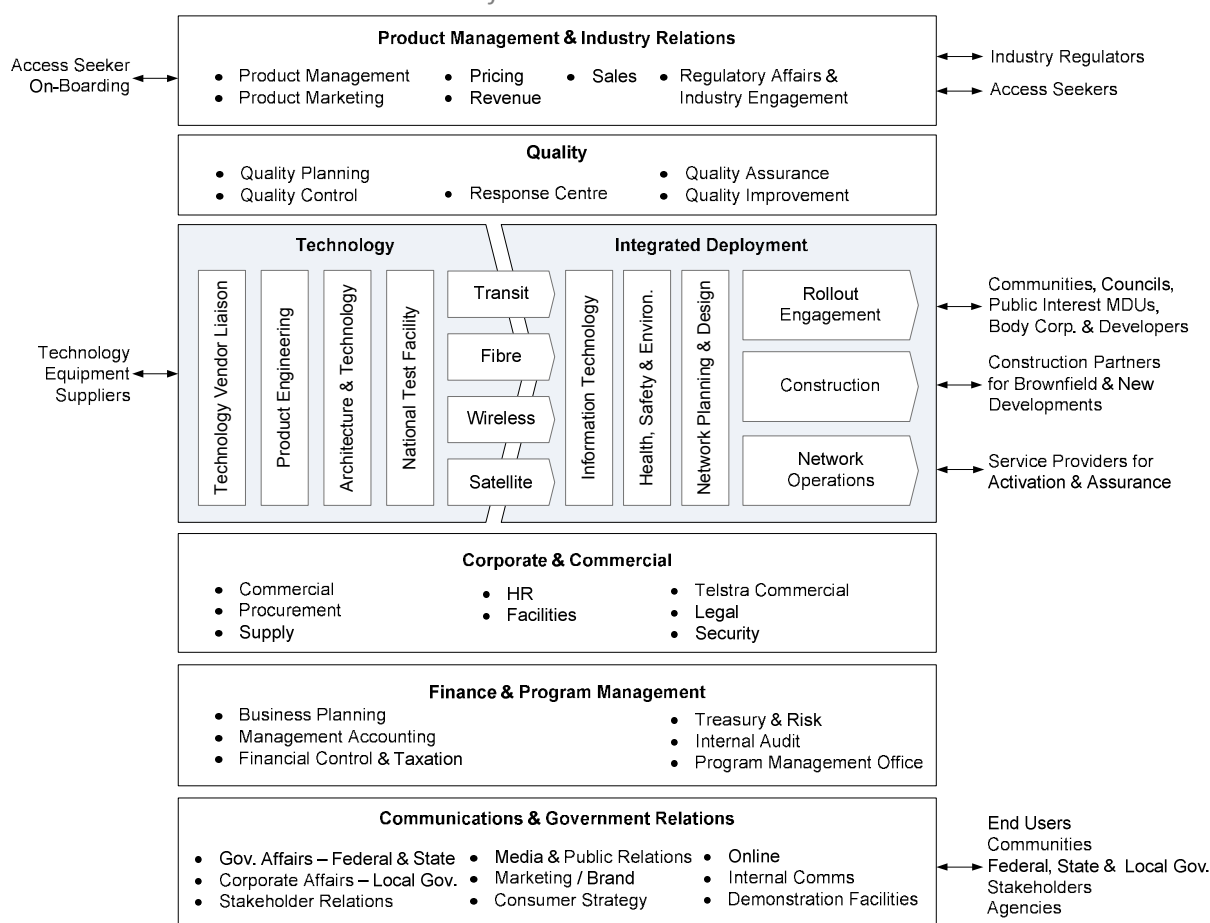 Product Management & Industry Relations
Access Seeker
On-Boarding
• Product Management
• Product Marketing
• Pricing
• Revenue
• Sales
• Regulatory Affairs &
Industry Engagement
Industry Regulators
Access Seekers
Quality
• Quality Planning
• Quality Control
• Response Centre
• Quality Assurance
• Quality Improvement
Technology
Integrated Deployment
Technology
Equipment
Suppliers
Technology Vendor Liaison
Product Engineering
Architecture & Technology
National Test Facility
Transit
Fibre
Wireless
Satellite
Information Technology
Health, Safety & Environ.
Network Planning & Design
Rollout
Engagement
Construction
Network
Operations
Communities, Councils,
Public Interest MDUs,
Body Corp. & Developers
Construction Partners
for Brownfield & New
Developments
Service Providers for
Activation & Assurance
Corporate & Commercial
• Commercial
• Procurement
• Supply
• HR
• Facilities
• Telstra Commercial
• Legal
• Security
Finance & Program Management
• Business Planning
• Management Accounting
• Financial Control & Taxation
• Treasury & Risk
• Internal Audit
• Program Management Office
Communications & Government Relations
• Gov. Affairs – Federal & State
• Corporate Affairs – Local Gov.
• Stakeholder Relations
• Media & Public Relations
• Marketing / Brand
• Consumer Strategy
• Online
• Internal Comms
• Demonstration Facilities
End Users
Communities
Federal, State & Local Gov.
Stakeholders
Agencies